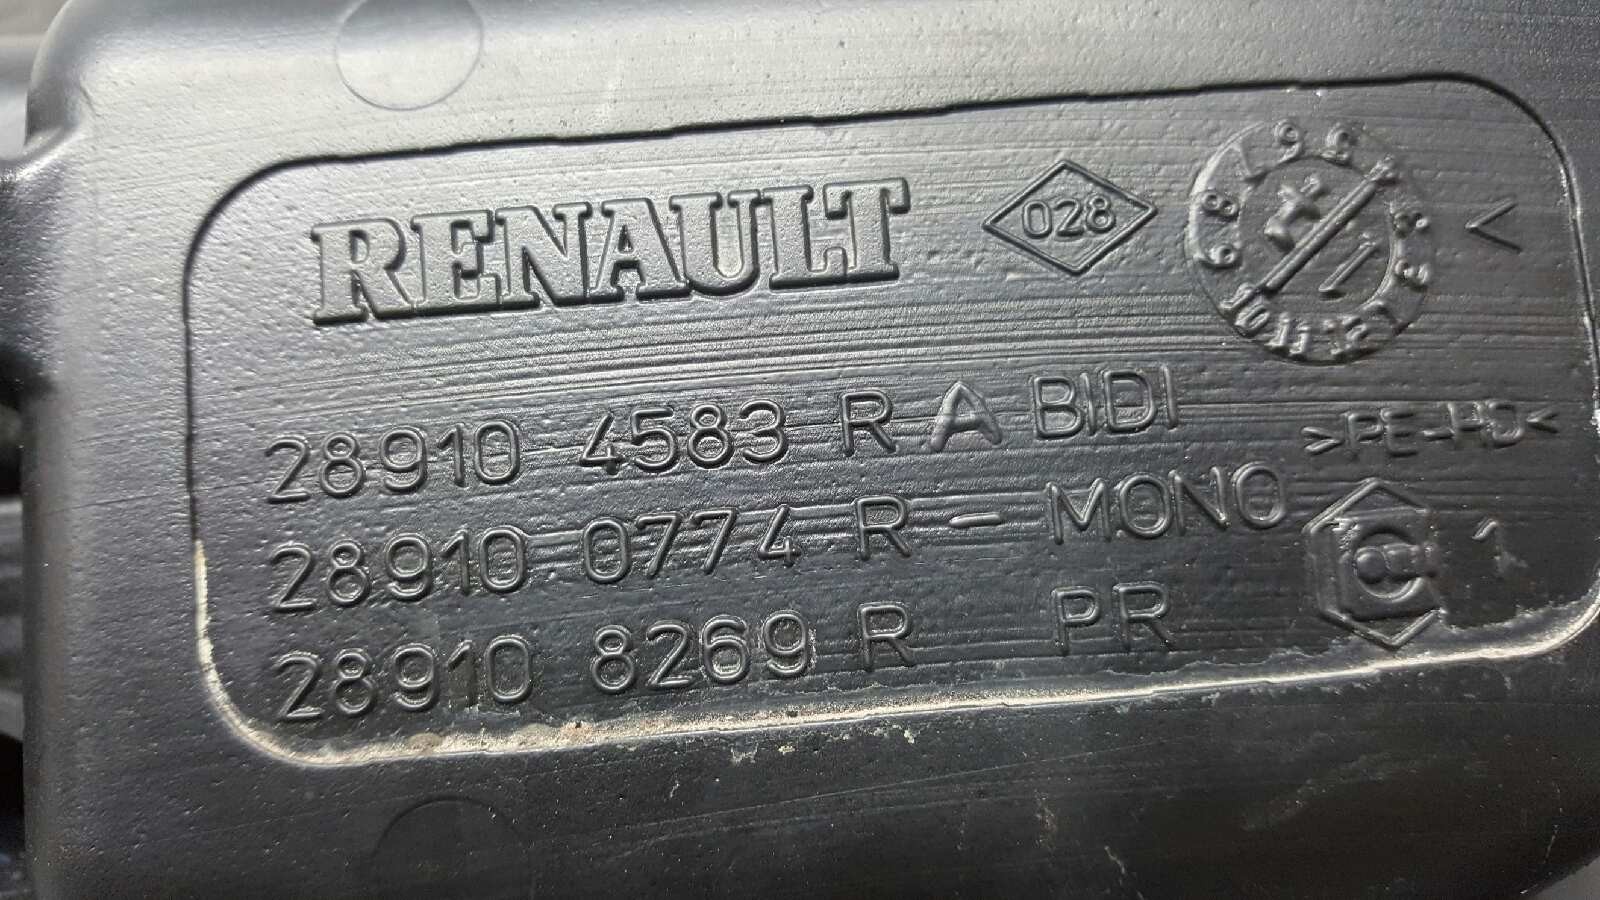 RENAULT
028
28910 4583 R A BIDI
>PE-HD<
28910 0774 R - MONO
1
28910 8269 R PR